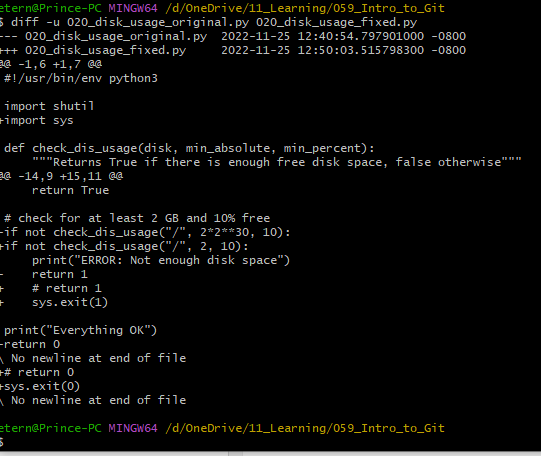 etern@Prince-PC MINGW64 /d/OneDrive/11_Learning/059_Intro_to_Git
$ diff -u 020_disk_usage_original.py 020_disk_usage_fixed.py
--- 020_disk_usage_original.py  2022-11-25 12:40:54.797901000 -0800
+++ 020_disk_usage_fixed.py     2022-11-25 12:50:03.515798300 -0800
@@ -1,6 +1,7 @@
 #!/usr/bin/env python3

 import shutil
+import sys

 def check_dis_usage(disk, min_absolute, min_percent):
     """Returns True if there is enough free disk space, false otherwise"""
@@ -14,9 +15,11 @@
     return True

 # check for at least 2 GB and 10% free
-if not check_dis_usage("/", 2*2**30, 10):
+if not check_dis_usage("/", 2, 10):
     print("ERROR: Not enough disk space")
-    return 1
+    # return 1
+    sys.exit(1)

 print("Everything OK")
-return 0
\ No newline at end of file
+# return 0
+sys.exit(0)
\ No newline at end of file

etern@Prince-PC MINGW64 /d/OneDrive/11_Learning/059_Intro_to_Git
$